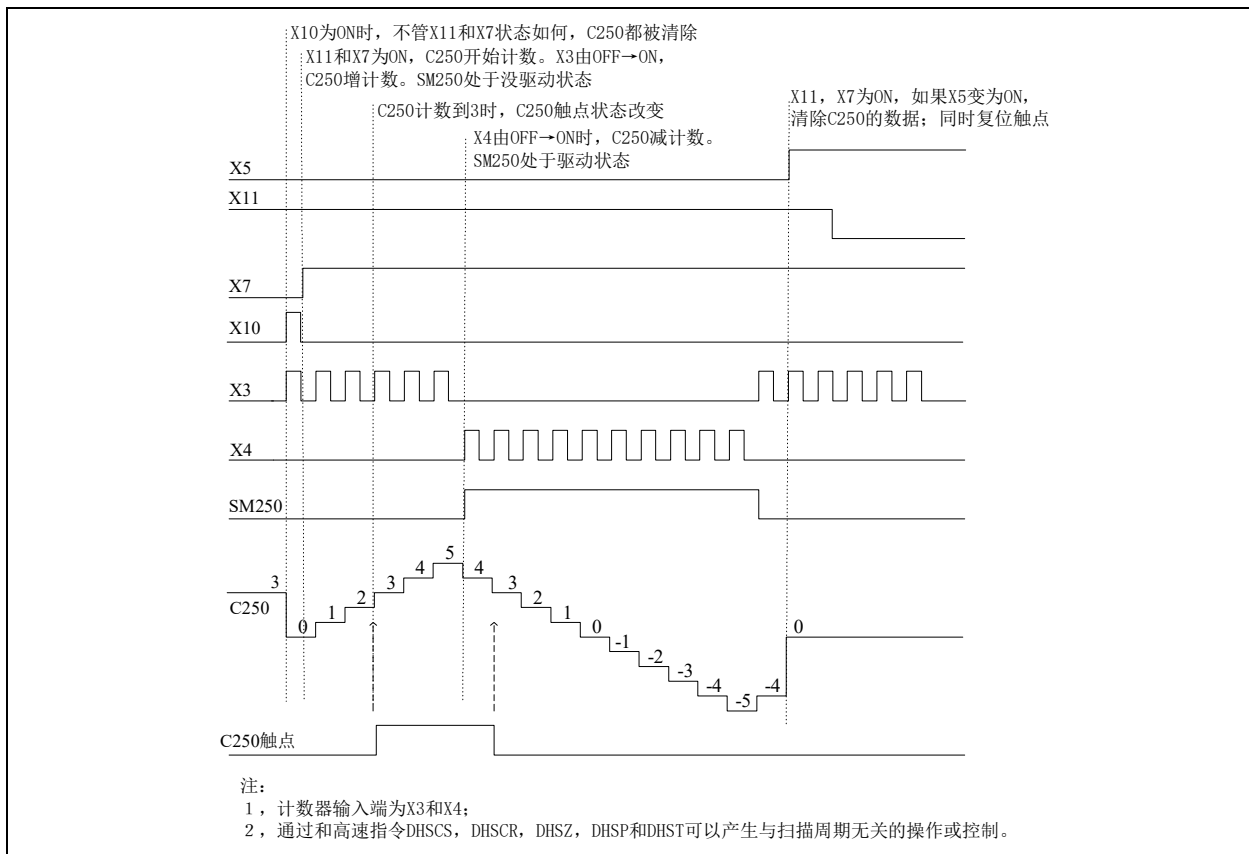 X10为ON时，不管X11和X7状态如何，C250都被清除
X11和X7为ON，C250开始计数。X3由OFF→ON，
C250增计数。SM250处于没驱动状态
C250计数到3时，C250触点状态改变
X4由OFF→ON时，C250减计数。
SM250处于驱动状态
X11，X7为ON，如果X5变为ON，
清除C250的数据；同时复位触点
X5
X11
X7
X10
X3
X4
SM250
C250
3
0
1
2
3
4
5
4
3
2
1
0
-1
-2
-3
-4
-5
-4
0
C250触点
注：
1，计数器输入端为X3和X4；
2，通过和高速指令DHSCS，DHSCR，DHSZ，DHSP和DHST可以产生与扫描周期无关的操作或控制。